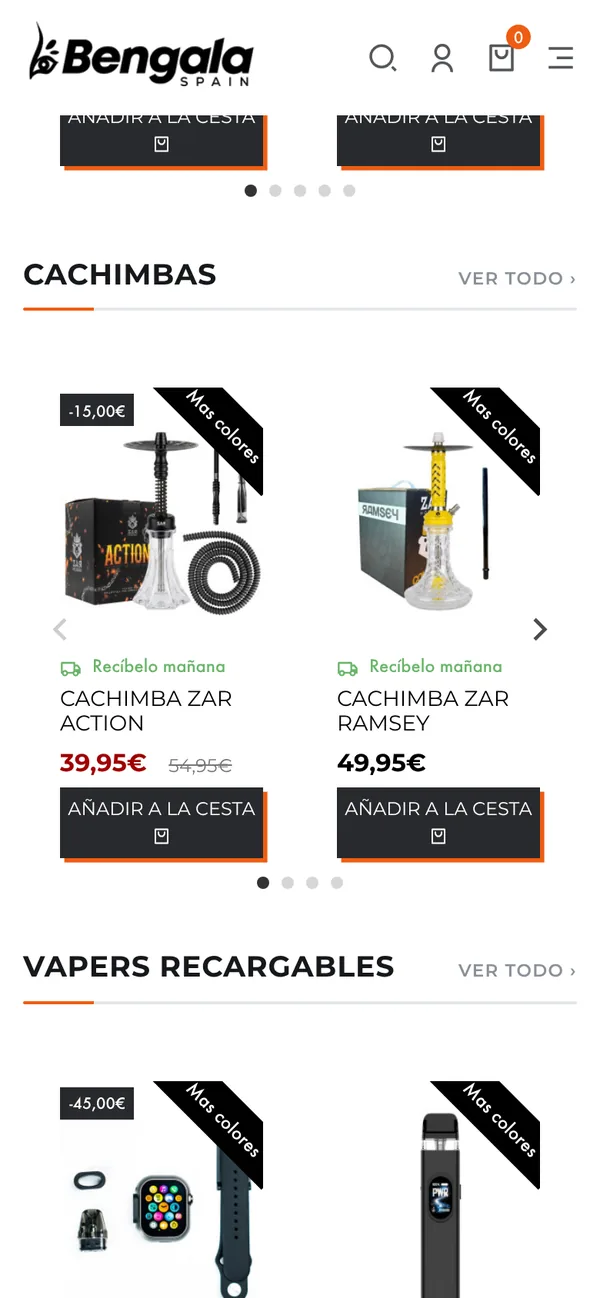 Bengala
SPAIN
0
AÑADIR A LA CESTA
AÑADIR A LA CESTA
CACHIMBAS
VER TODO ›
-15,00€
Mas colores
Mas colores
ACTION
RAMSEY
Recíbelo mañana
Recíbelo mañana
CACHIMBA ZAR
ACTION
CACHIMBA ZAR
RAMSEY
39,95€ 54,95€
49,95€
AÑADIR A LA CESTA
AÑADIR A LA CESTA
VAPERS RECARGABLES
VER TODO ›
-45,00€
Mas colores
Mas colores
PWR